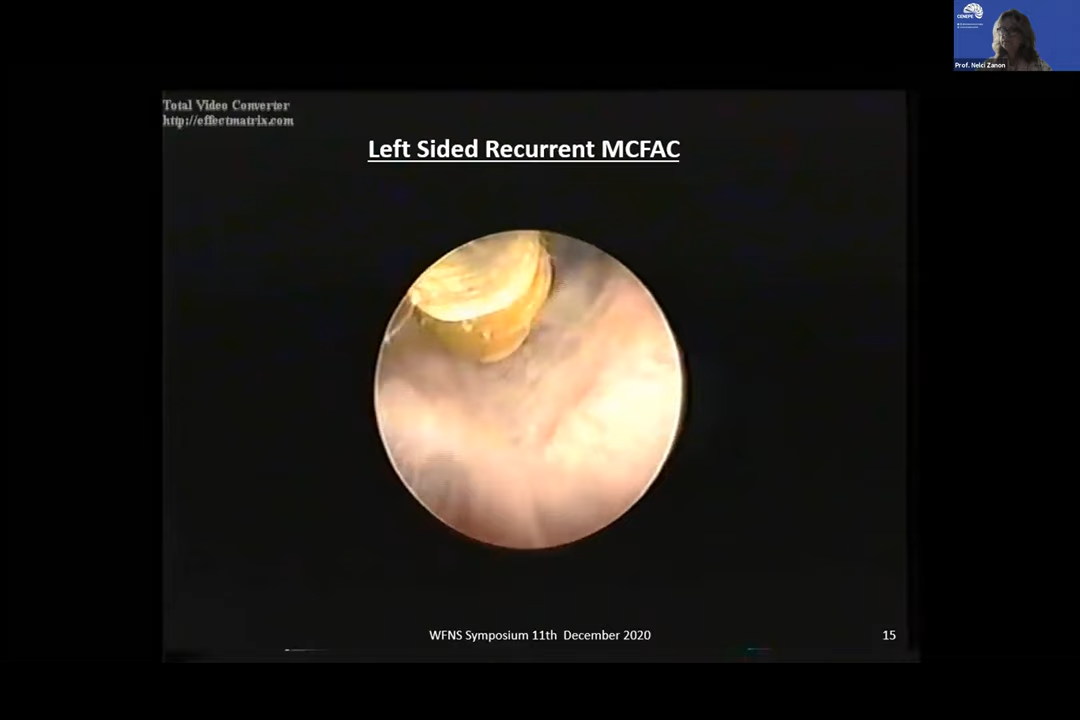 CENEPE
Prof. Nelci Zanon
Total Video Converter
http://effectmatrix.com
Left Sided Recurrent MCFAC
WFNS Symposium 11th  December 2020
15